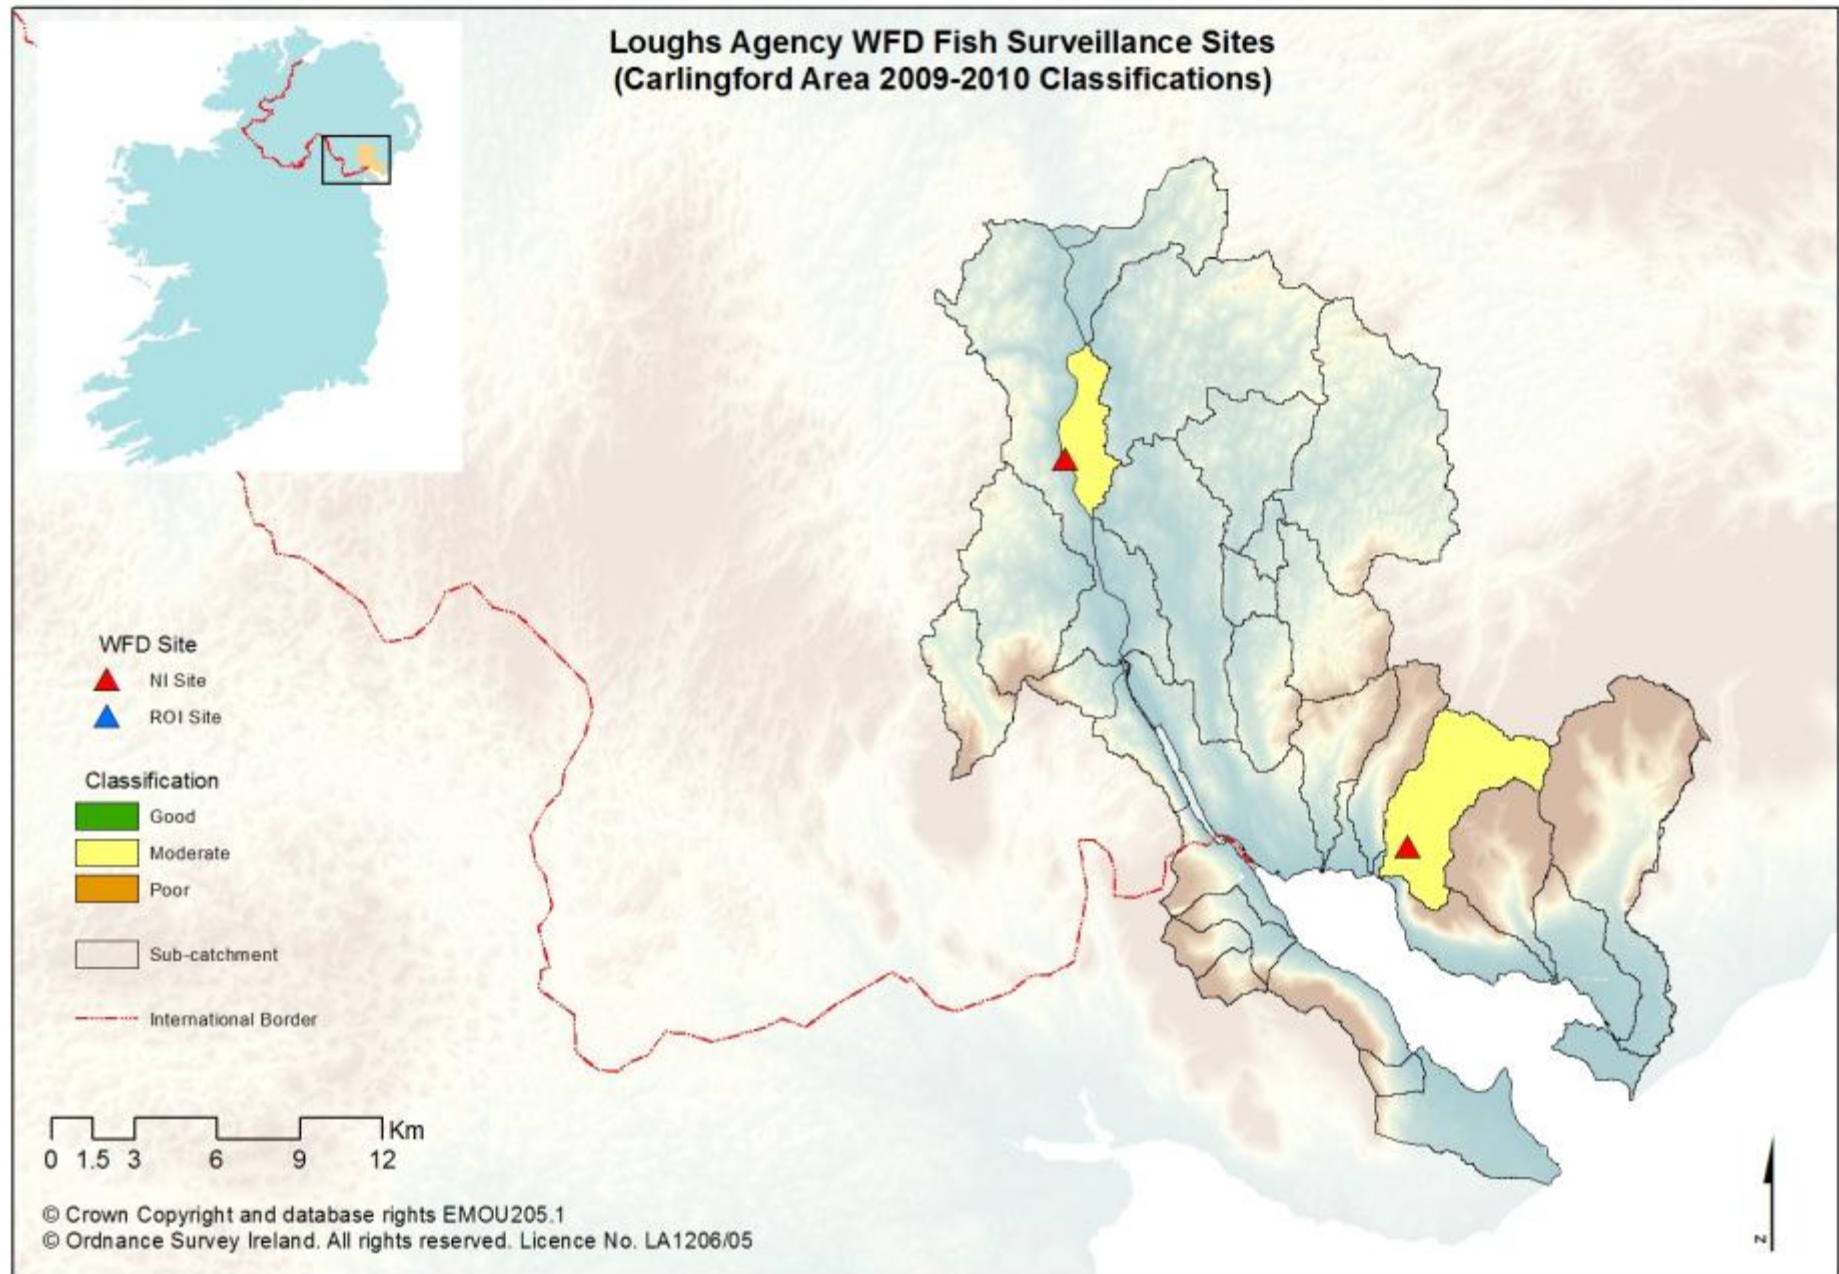 Loughs Agency WFD Fish Surveillance Sites
(Carlingford Area 2009-2010 Classifications)
WFD Site
NI Site
ROI Site
Classification
Good
Moderate
Poor
Sub-catchment
International Border
Km
0 1.5 3 6 9 12
© Crown Copyright and database rights EMOU205.1
© Ordnance Survey Ireland. All rights reserved. Licence No. LA1206/05
N